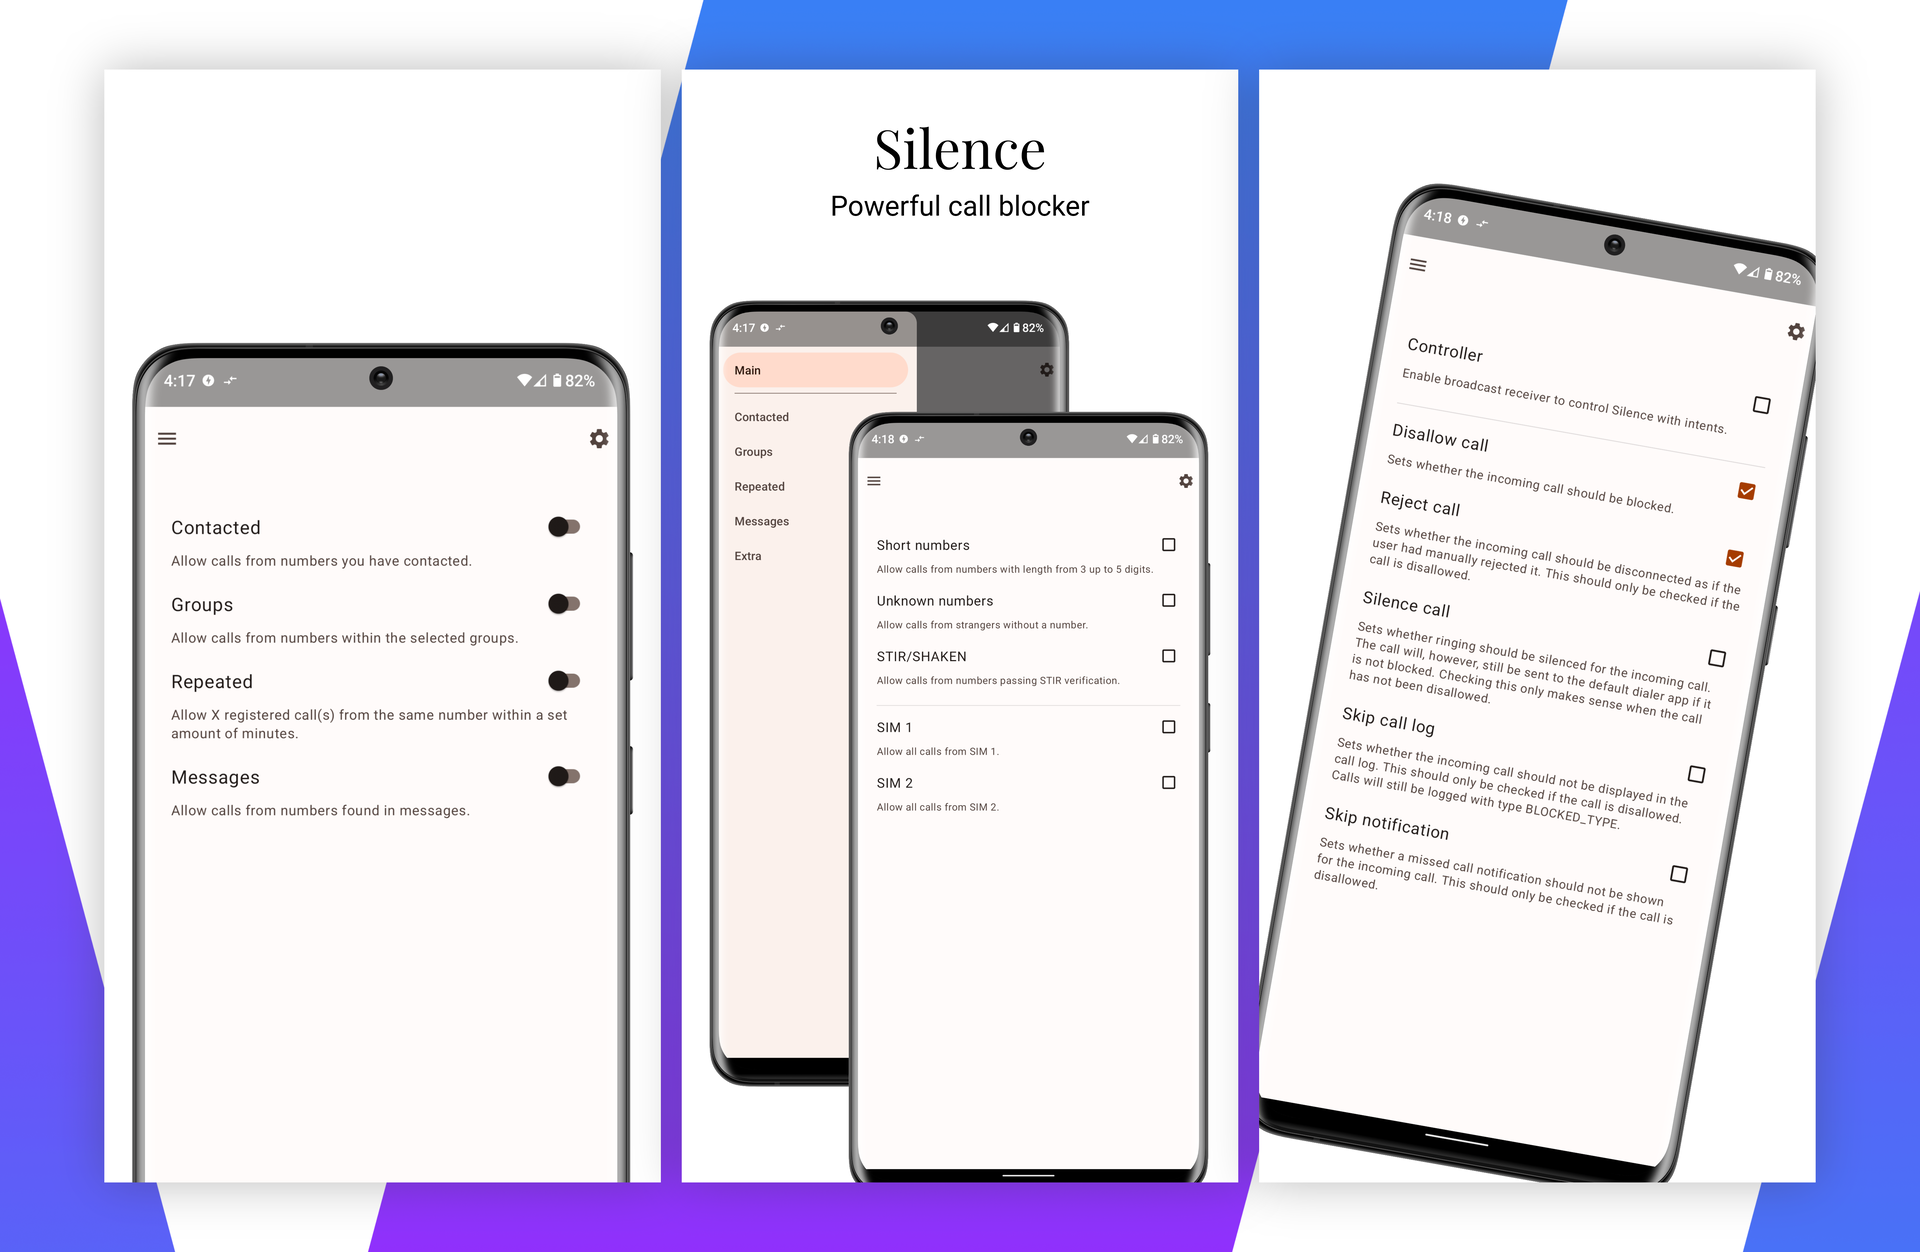 4:17
82%
Contacted
Allow calls from numbers you have contacted.
Groups
Allow calls from numbers within the selected groups.
Repeated
Allow X registered call(s) from the same number within a set
amount of minutes.
Messages
Allow calls from numbers found in messages.
Silence
Powerful call blocker
4:17
82%
Main
Contacted
Groups
Repeated
Messages
Extra
4:18
82%
Short numbers
Allow calls from numbers with length from 3 up to 5 digits.
Unknown numbers
Allow calls from strangers without a number.
STIR/SHAKEN
Allow calls from numbers passing STIR verification.
SIM 1
Allow all calls from SIM 1.
SIM 2
Allow all calls from SIM 2.
4:18
82%
Controller
Enable broadcast receiver to control Silence with intents.
Disallow call
Sets whether the incoming call should be blocked.
Reject call
Sets whether the incoming call should be disconnected as if the
user had manually rejected it. This should only be checked if the
call is disallowed.
Silence call
Sets whether ringing should be silenced for the incoming call.
The call will, however, still be sent to the default dialer app if it
is not blocked. Checking this only makes sense when the call
has not been disallowed.
Skip call log
Sets whether the incoming call should not be displayed in the
call log. This should only be checked if the call is disallowed.
Calls will still be logged with type BLOCKED_TYPE.
Skip notification
Sets whether a missed call notification should not be shown
for the incoming call. This should only be checked if the call is
disallowed.